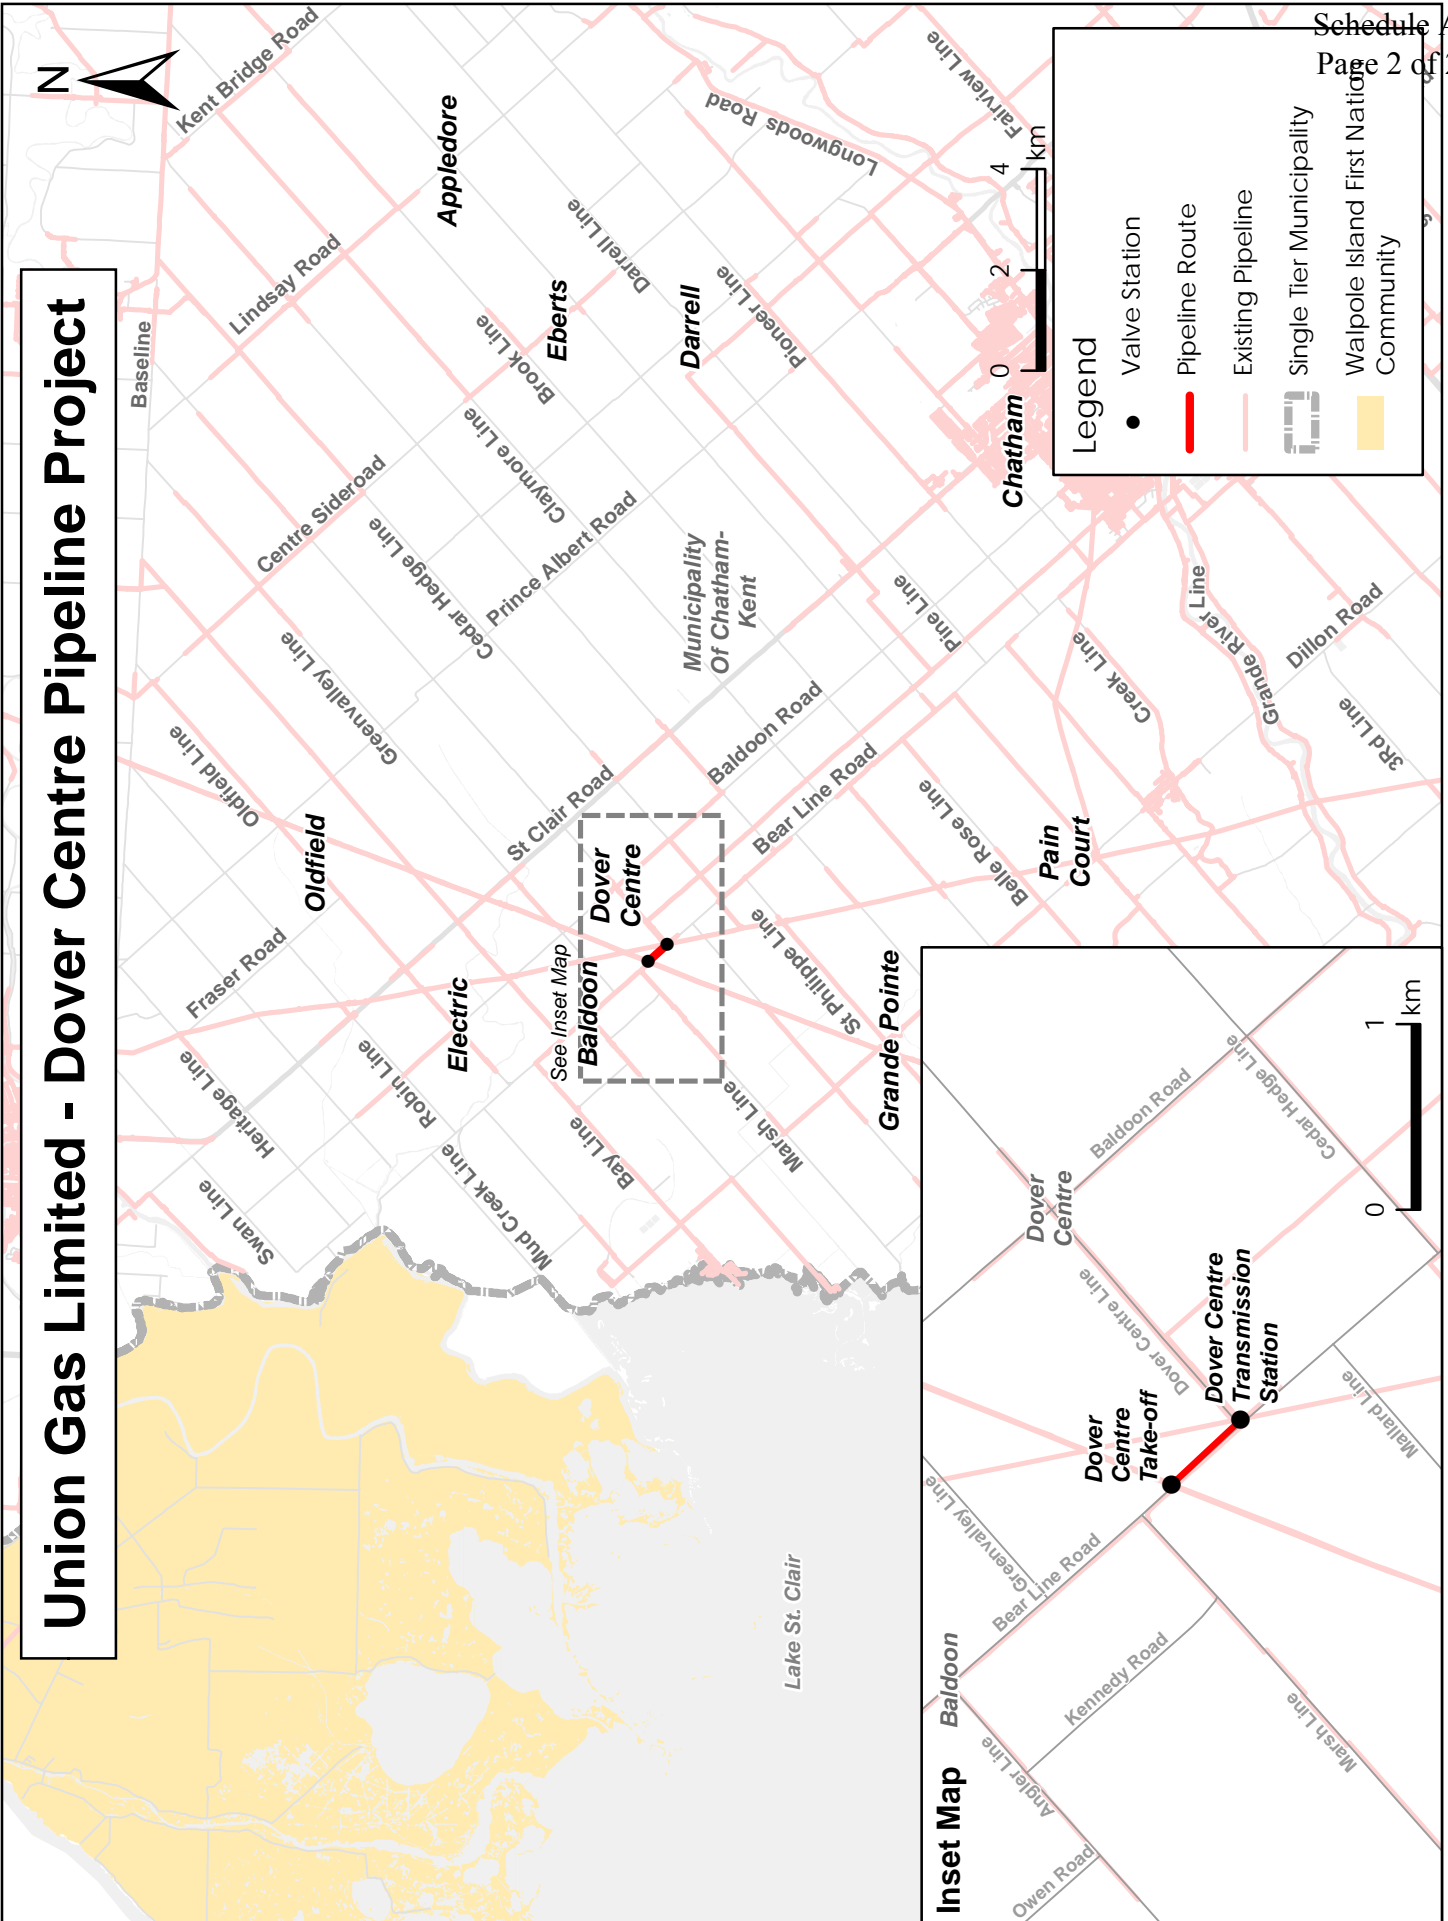 Schedule A
Page 2 of 2
Union Gas Limited - Dover Centre Pipeline Project
N
Kent Bridge Road
Baseline
Lindsay Road
Appledore
Longwoods Road
Fairview Line
Darrell Line
Pioneer Line
Brook Line
Eberts
Darrell
Claymore Line
Centre Sideroad
Cedar Hedge Line
Prince Albert Road
Greenvalley Line
Oldfield Line
Municipality
Of Chatham-
Kent
Chatham
Pine Line
Creek Line
Grande River Line
Dillon Road
3Rd Line
Baldoon Road
Bear Line Road
Belle Rose Line
Pain
Court
St Clair Road
Oldfield
Fraser Road
Dover
Centre
See Inset Map
Baldoon
Electric
St Philippe Line
Grande Pointe
Heritage Line
Robin Line
Swan Line
Mud Creek Line
Bay Line
Marsh Line
Lake St. Clair
0
2
4
km
Legend
Valve Station
Pipeline Route
Existing Pipeline
Single Tier Municipality
Walpole Island First Nation
Community
Inset Map
Baldoon
Owen Road
Angler Line
Kennedy Road
Marsh Line
Bear Line Road
Greenvalley Line
Dover
Centre
Take-off
Dover Centre
Transmission
Station
Dover Centre Line
Mallard Line
Dover
Centre
Baldoon Road
Cedar Hedge Line
0
1
km